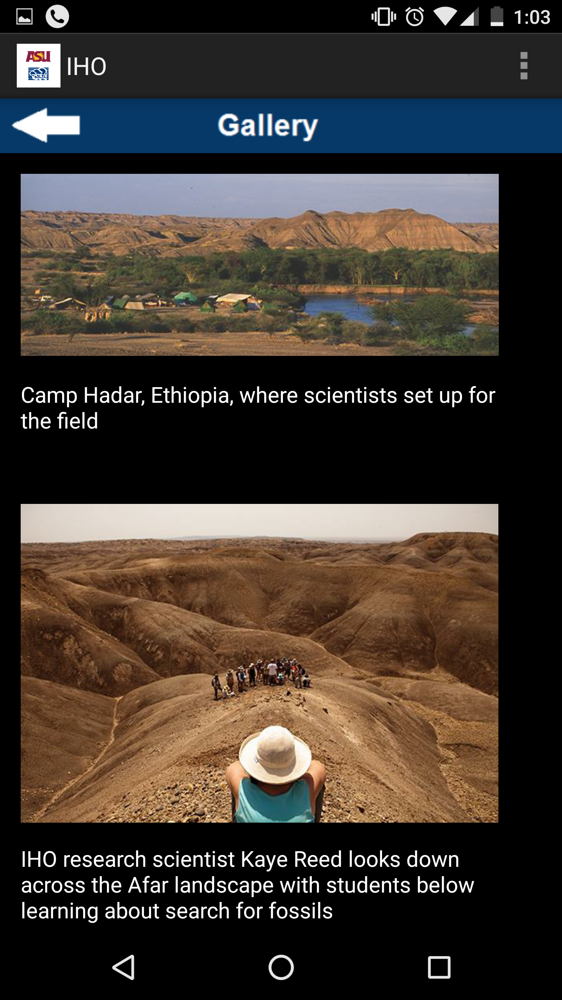 1:03
ASU
IHO
Gallery
Camp Hadar, Ethiopia, where scientists set up for
the field
IHO research scientist Kaye Reed looks down
across the Afar landscape with students below
learning about search for fossils